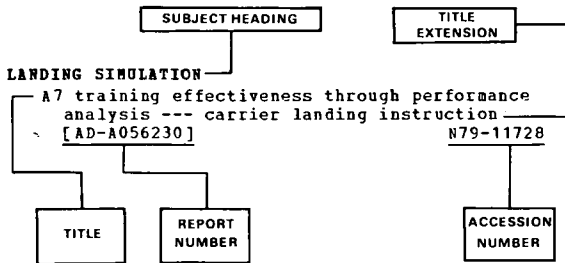 SUBJECT HEADING
TITLE
EXTENSION
LANDING SIMULATION
A7 training effectiveness through performance
analysis --- carrier landing instruction
[AD-A056230] N79-11728
TITLE
REPORT
NUMBER
ACCESSION
NUMBER